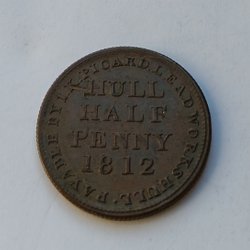 PAYABLE BY I.K. PICARD. LEAD WORKS. HULL.
HULL
HALF
PENNY
1812